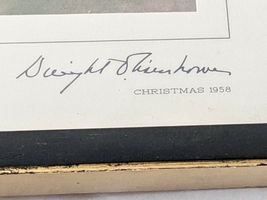 Dwight D. Eisenhower
CHRISTMAS 1958